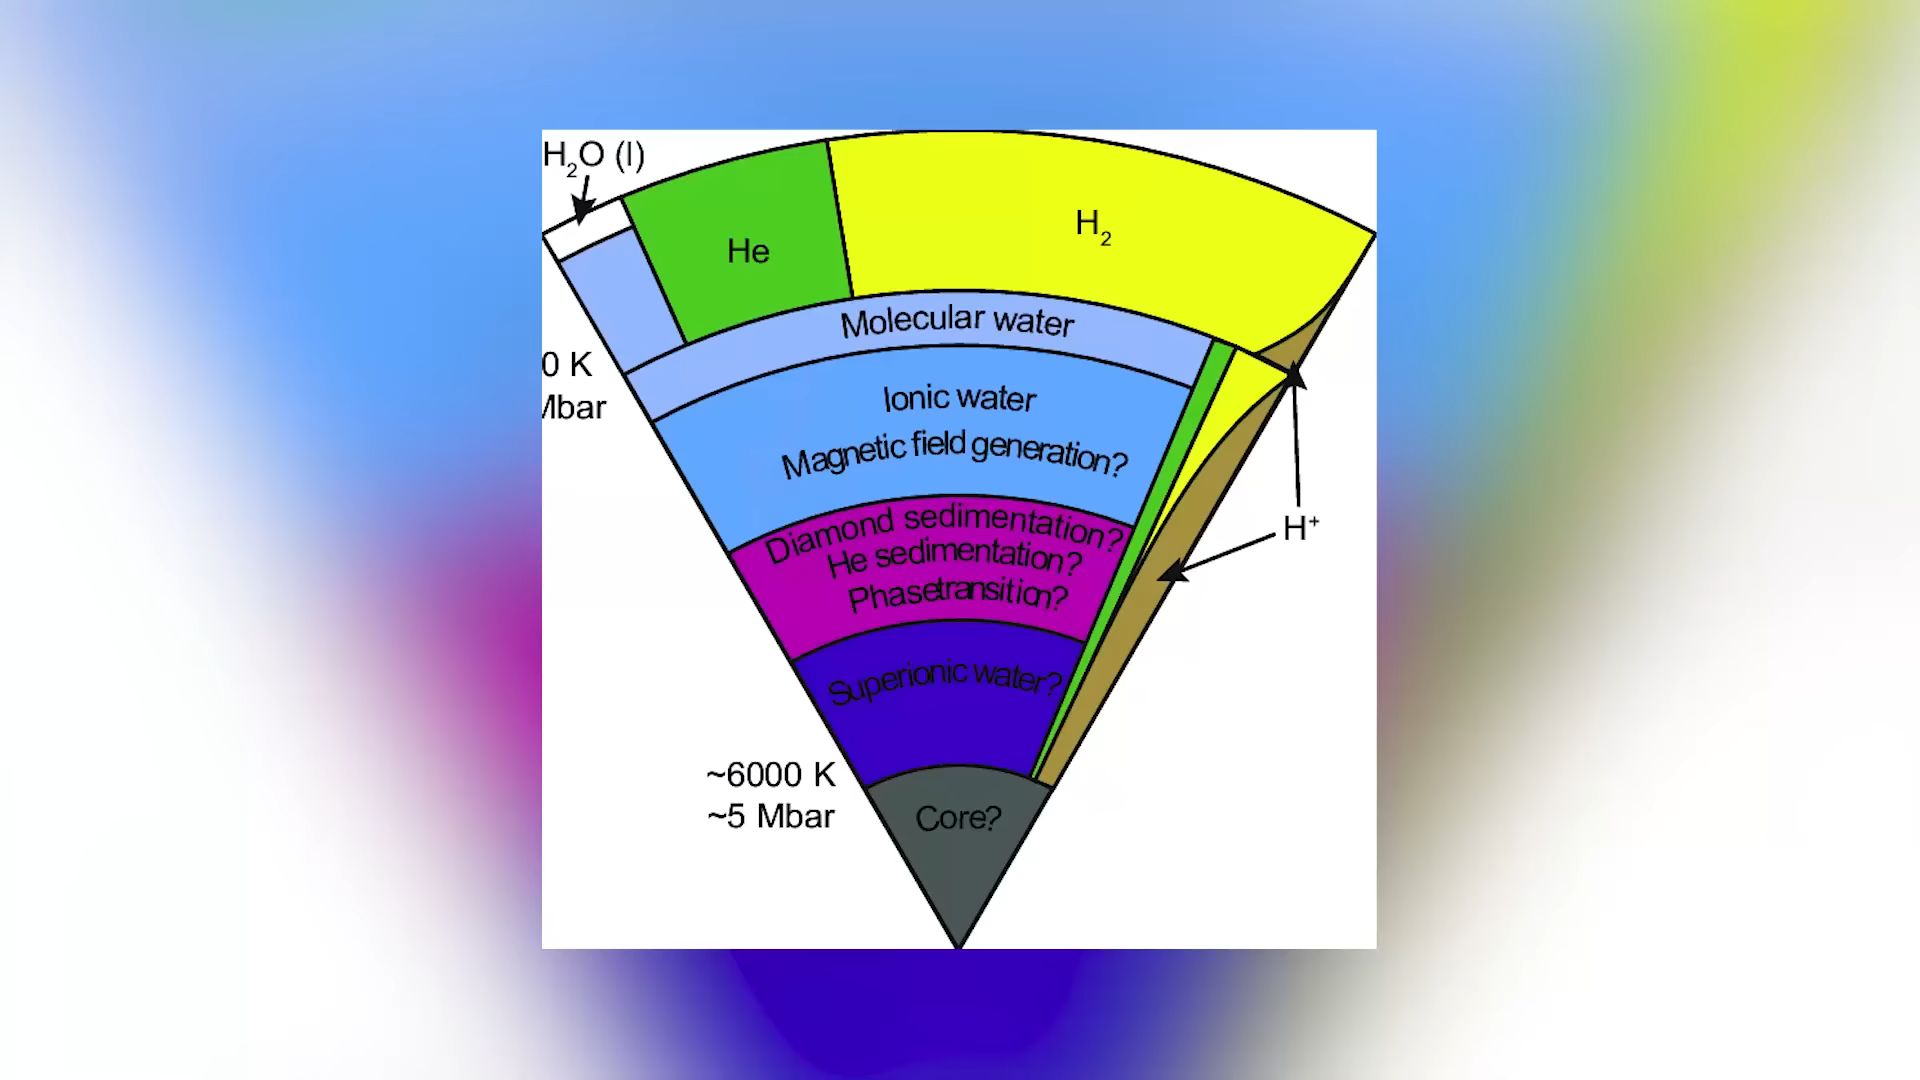 H₂O (l)
He
H₂
Molecular water
0 K
Mbar
Ionic water
Magnetic field generation?
Diamond sedimentation?
He sedimentation?
Phasetransition?
H⁺
Superionic water?
~6000 K
~5 Mbar
Core?